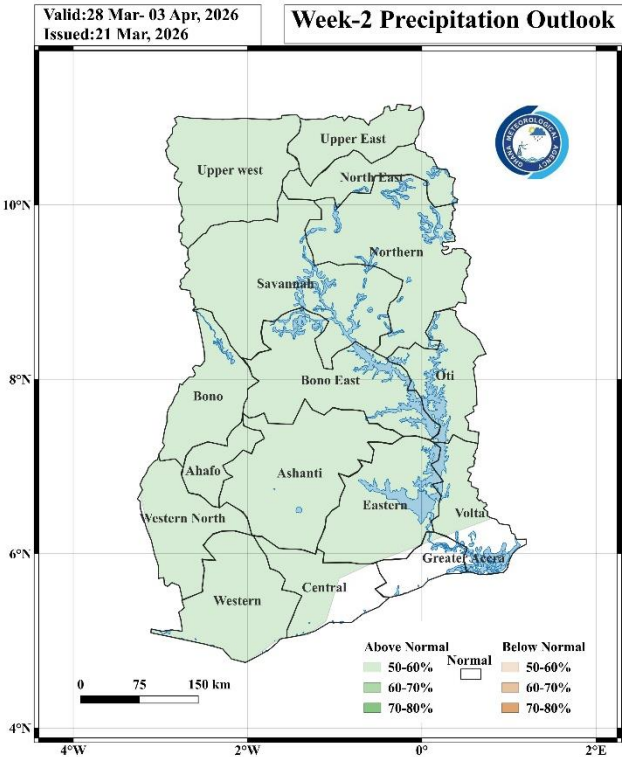 Valid:28 Mar- 03 Apr, 2026
Issued:21 Mar, 2026
Week-2 Precipitation Outlook
GHANA METEOROLOGICAL AGENCY
Upper East
Upper west
North East
10°N
Northern
Savannah
8°N
Bono East
Oti
Bono
Ahafo
Ashanti
Western North
Eastern
Volta
6°N
Greater Accra
Central
Western
Above Normal
Normal
Below Normal
50-60%
50-60%
60-70%
60-70%
70-80%
70-80%
0 75 150 km
4°N
4°W
2°W
0°
2°E